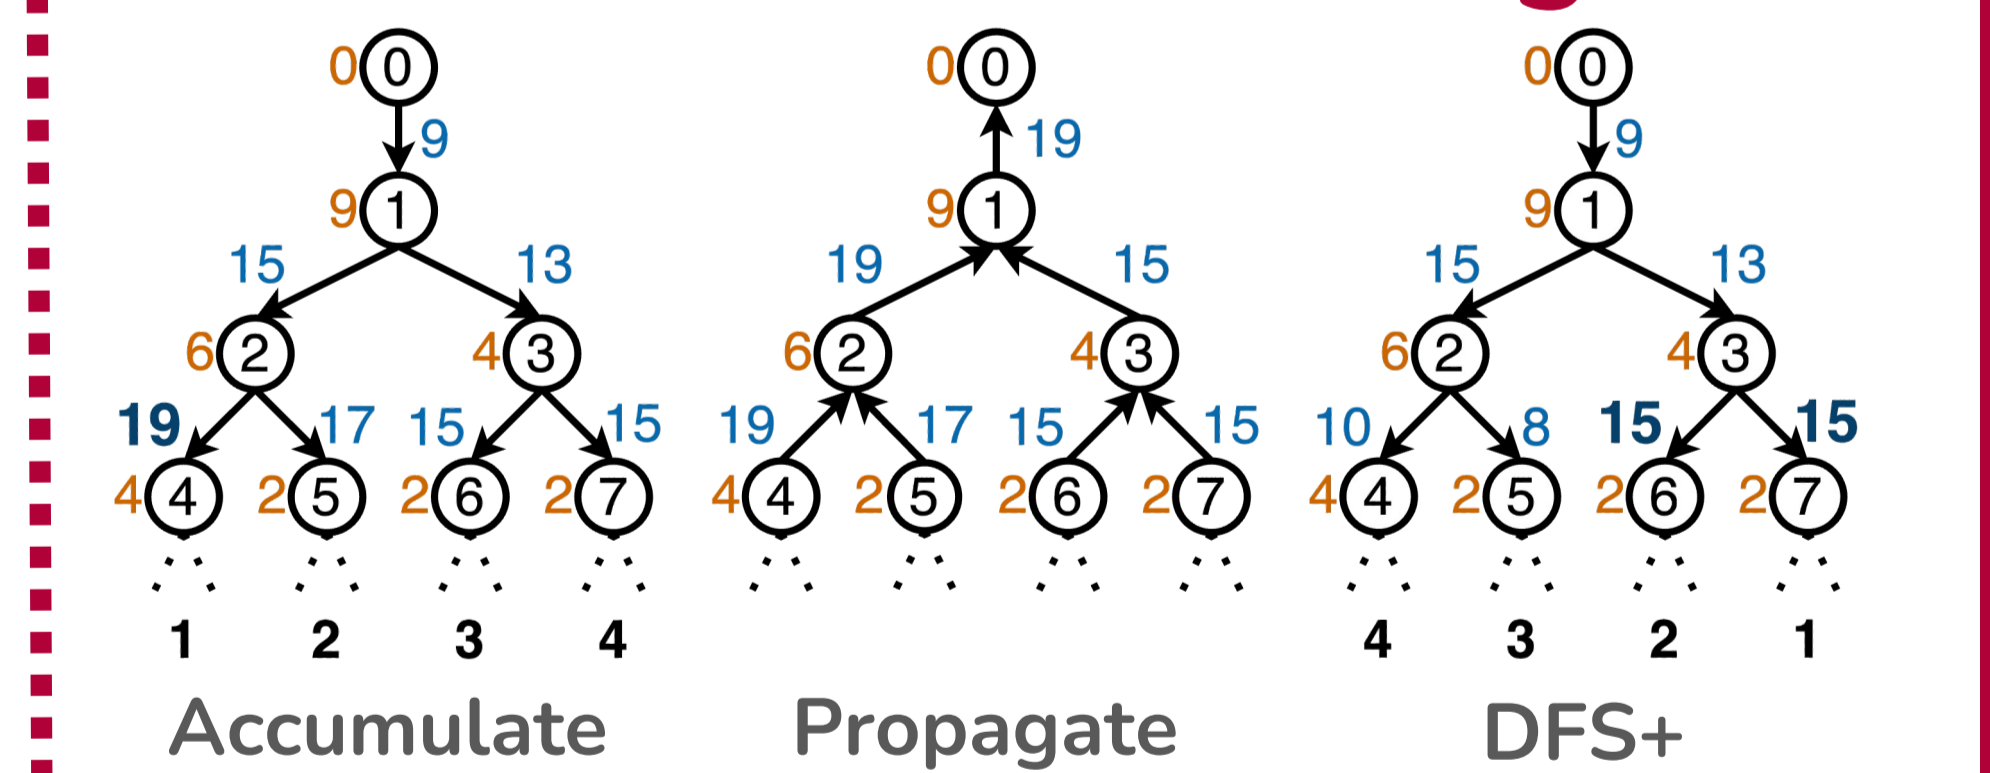 0 0 0 0 0 0
9 19 9
9 1 9 1 9 1
15 13 19 15 15 13
6 2 4 3 6 2 4 3 6 2 4 3
19 17 15 15 19 17 15 15 10 8 15 15
4 4 2 5 2 6 2 7 4 4 2 5 2 6 2 7 4 4 2 5 2 6 2 7
1 2 3 4 4 3 2 1
Accumulate Propagate DFS+